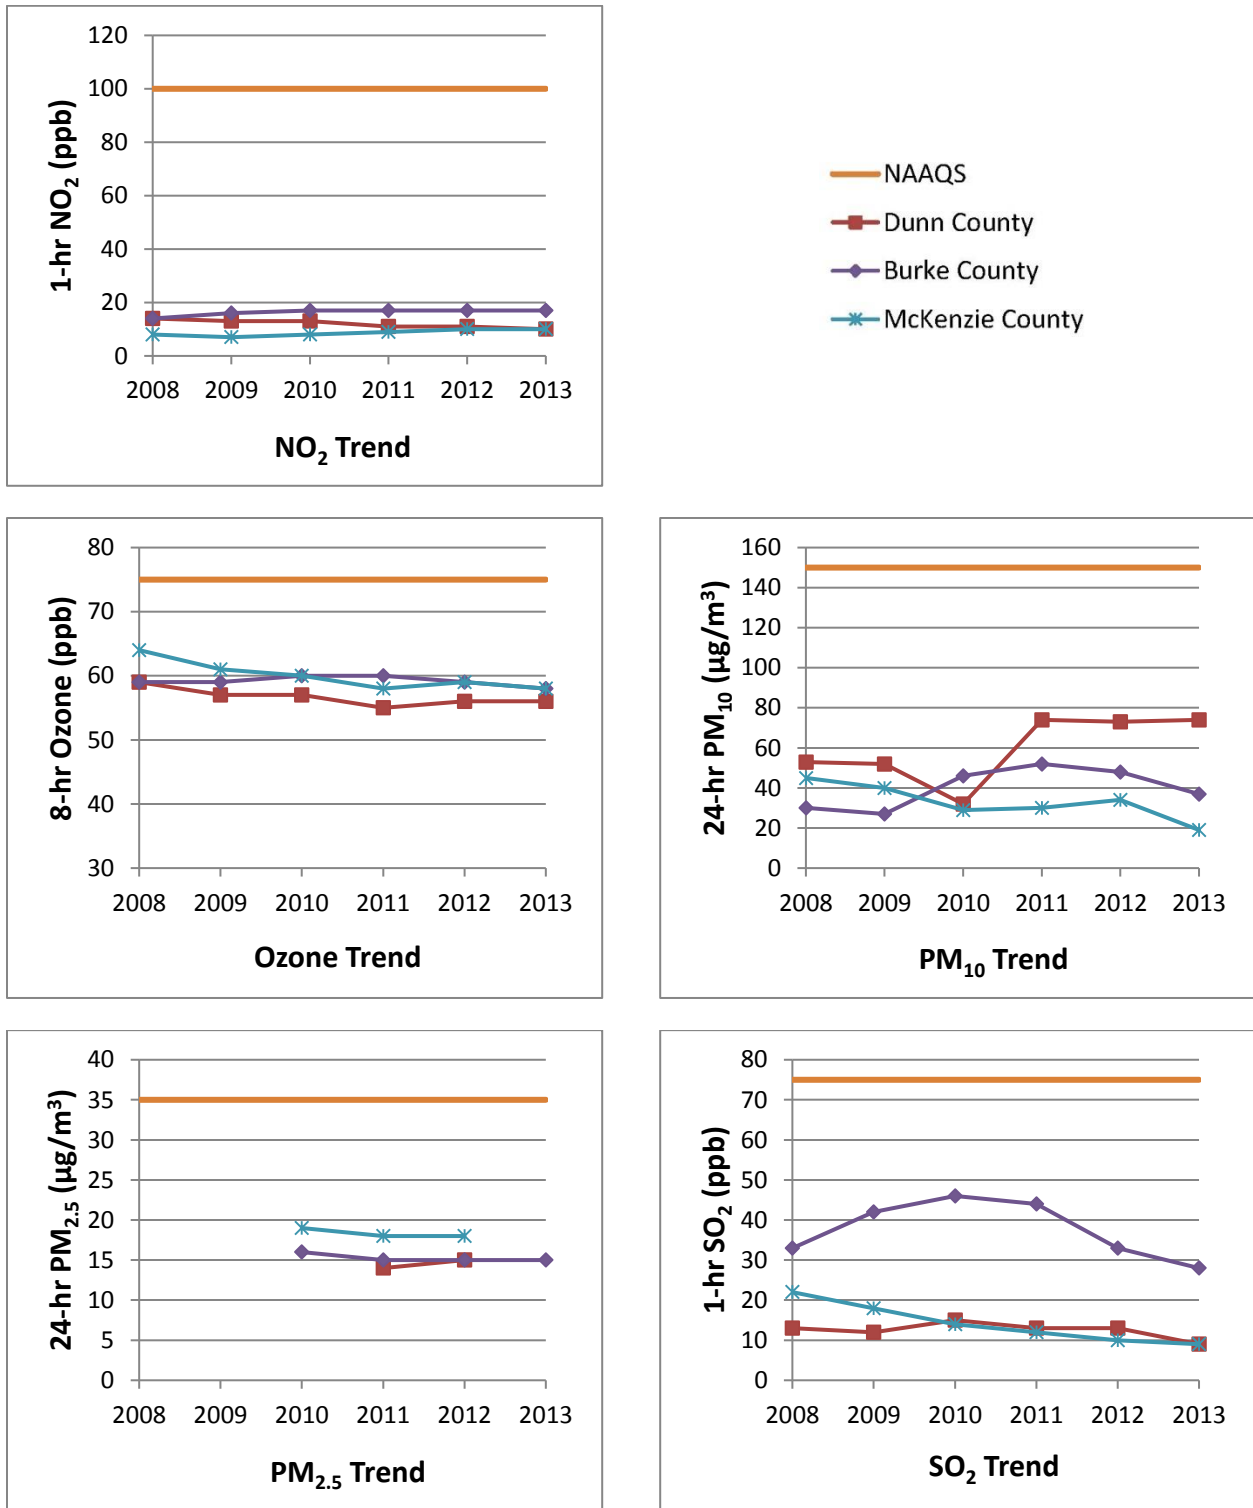 120
100
80
60
40
20
0
1-hr NO₂ (ppb)
2008 2009 2010 2011 2012 2013
NO₂ Trend
NAAQS
Dunn County
Burke County
McKenzie County
80
70
60
50
40
30
8-hr Ozone (ppb)
2008 2009 2010 2011 2012 2013
Ozone Trend
160
140
120
100
80
60
40
20
0
24-hr PM₁₀ (µg/m³)
2008 2009 2010 2011 2012 2013
PM₁₀ Trend
40
35
30
25
20
15
10
5
0
24-hr PM₂.₅ (µg/m³)
2008 2009 2010 2011 2012 2013
PM₂.₅ Trend
80
70
60
50
40
30
20
10
0
1-hr SO₂ (ppb)
2008 2009 2010 2011 2012 2013
SO₂ Trend